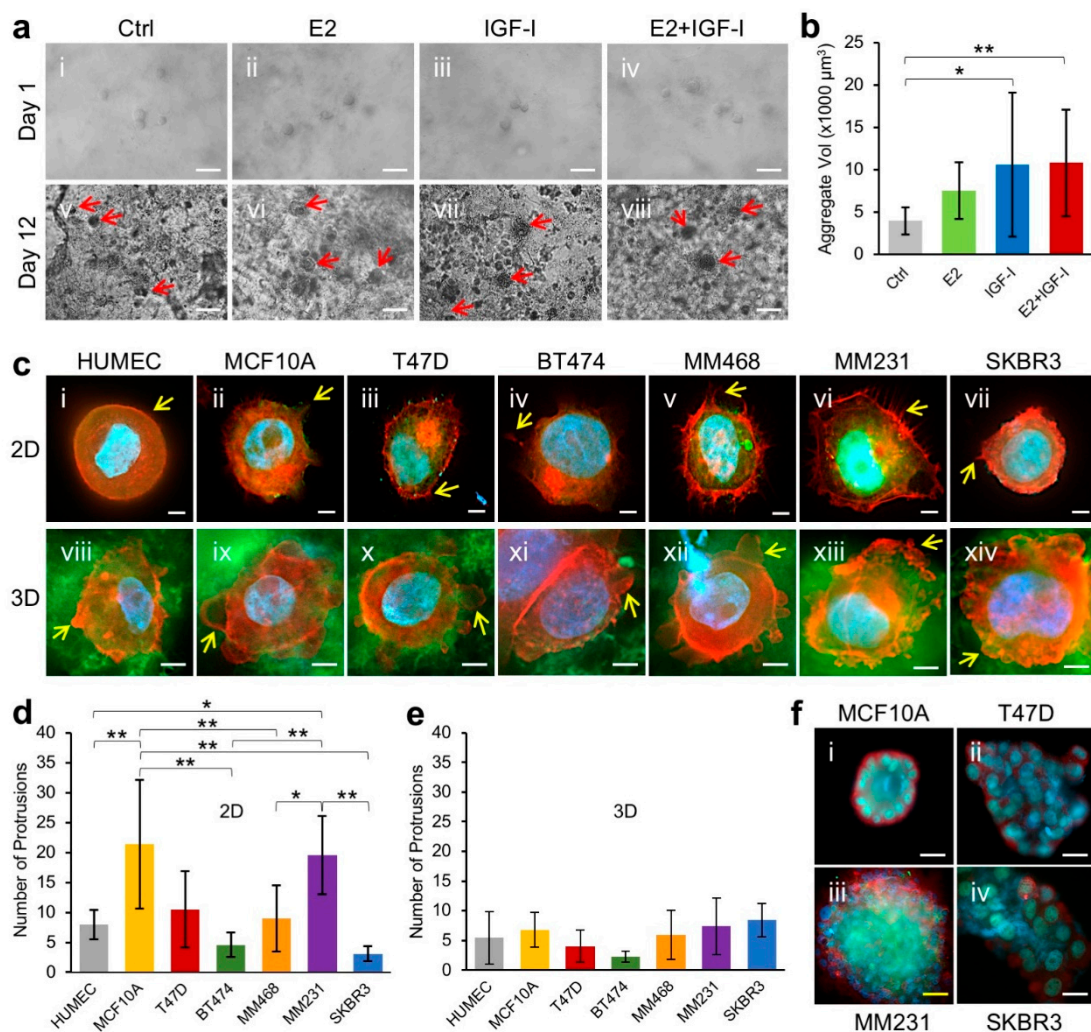 a
Ctrl E2 IGF-I E2+IGF-I
Day 1
i ii iii iv
Day 12
v vi vii viii
b
Aggregate Vol (x1000 µm³)
25
20
15
10
5
0
* **
Ctrl E2 IGF-I E2+IGF-I
c
HUMEC MCF10A T47D BT474 MM468 MM231 SKBR3
2D
i ii iii iv v vi vii
3D
viii ix x xi xii xiii xiv
d
Number of Protrusions
40
35
30
25
20
15
10
5
0
*
** ** **
**
**
* **
2D
HUMEC MCF10A T47D BT474 MM468 MM231 SKBR3
e
Number of Protrusions
40
35
30
25
20
15
10
5
0
3D
HUMEC MCF10A T47D BT474 MM468 MM231 SKBR3
f
MCF10A T47D
i ii
iii iv
MM231 SKBR3